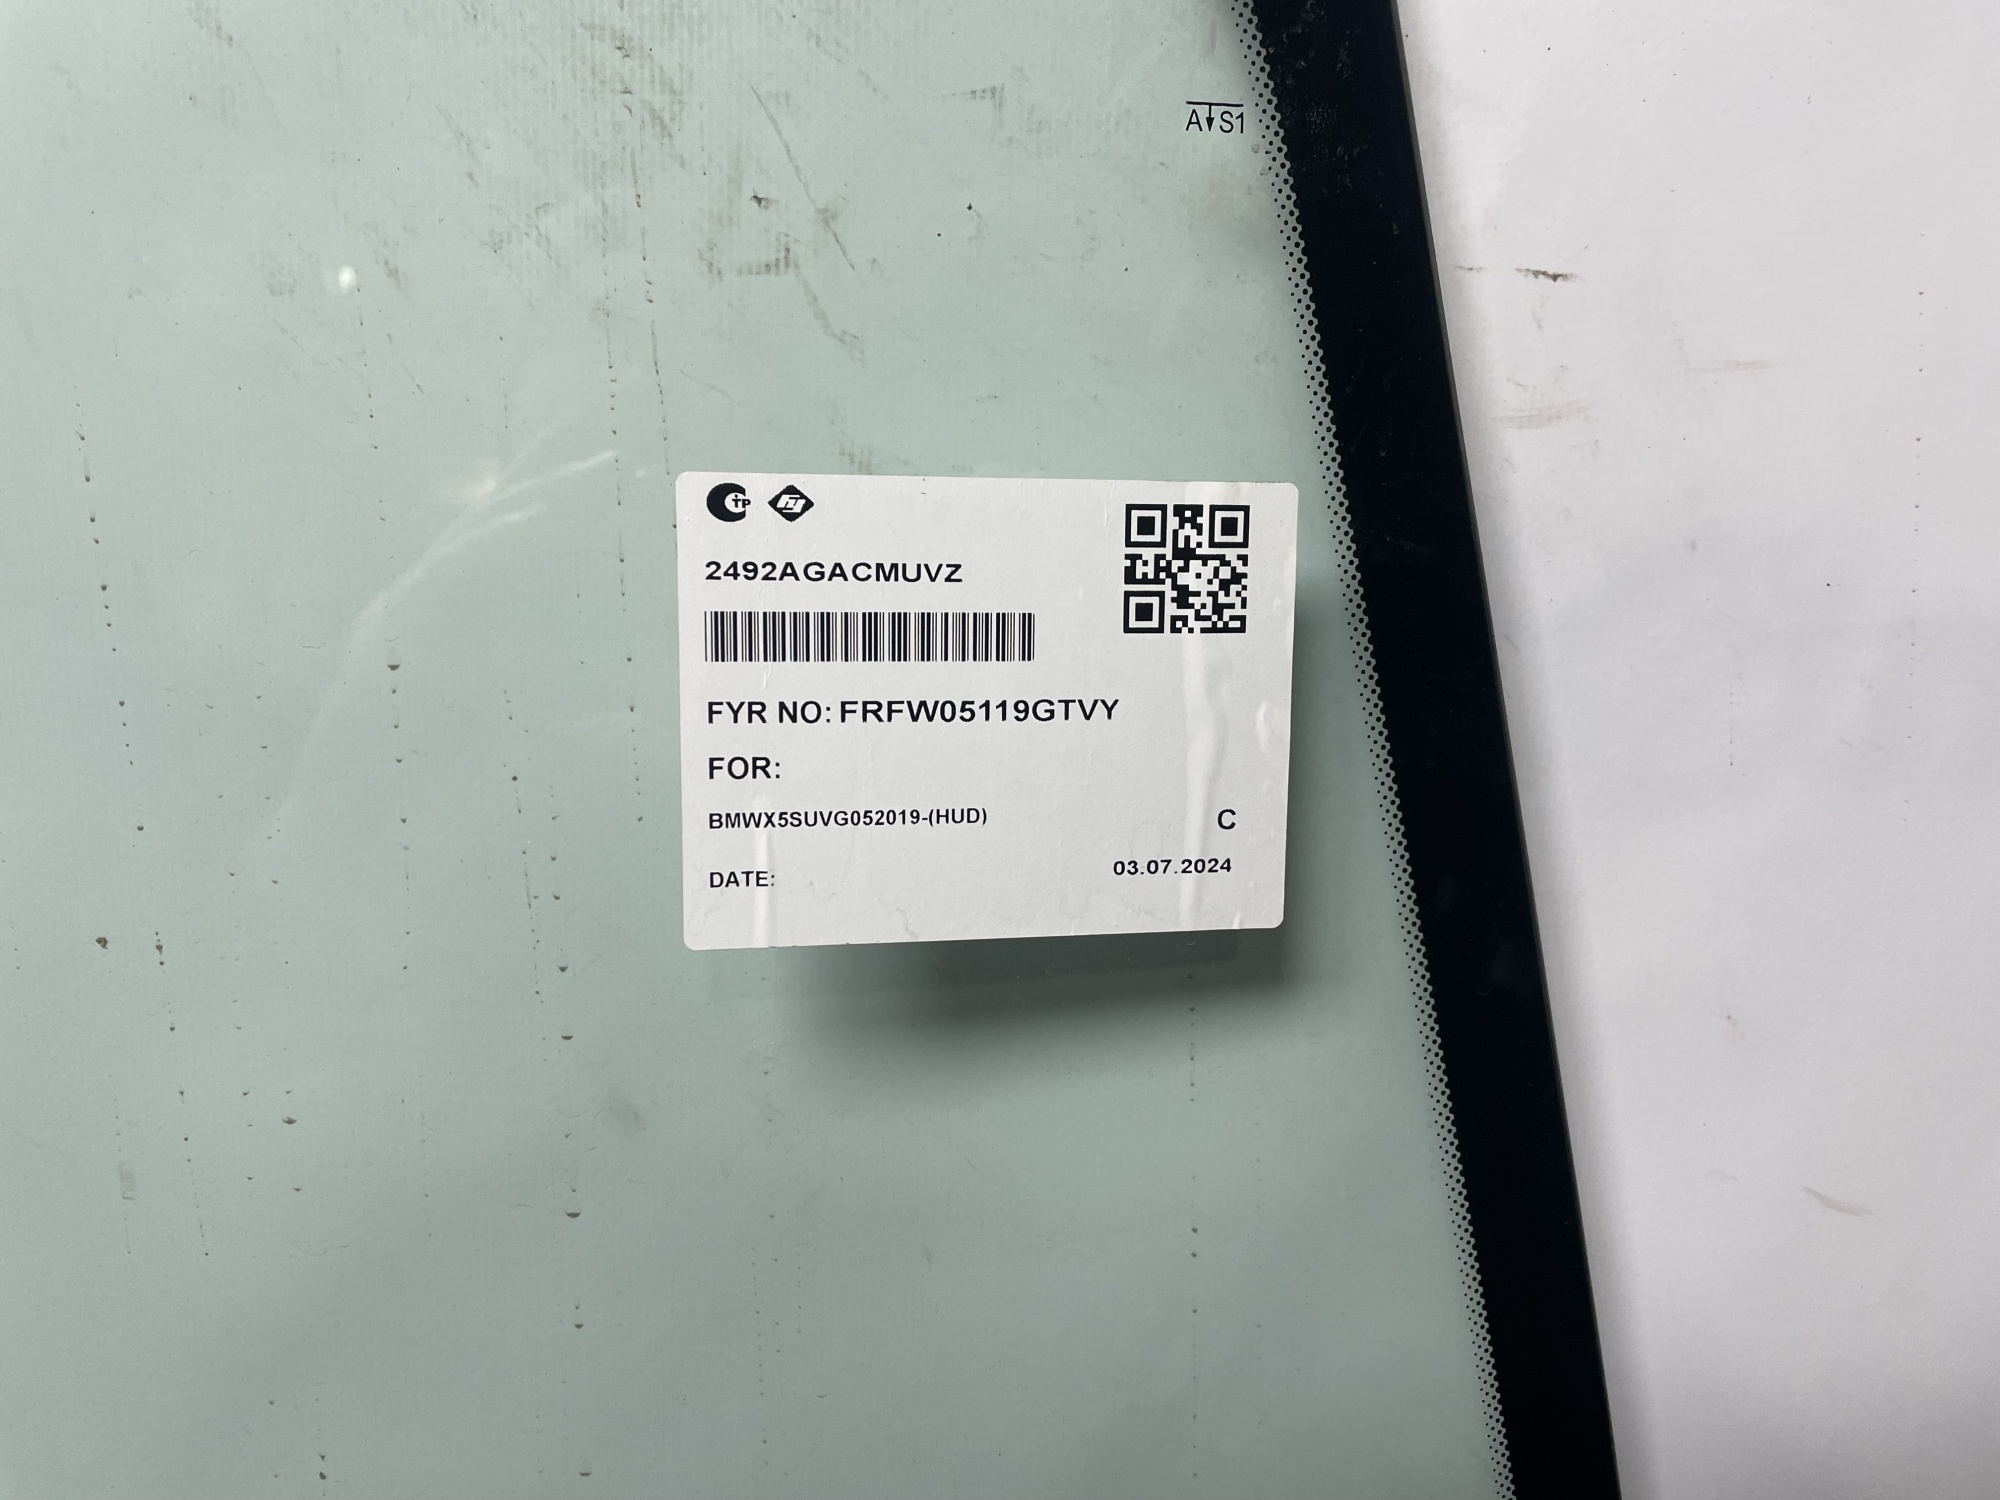 A S1
2492AGACMUVZ
FYR NO: FRFW05119GTVY
FOR:
BMWX5SUVG052019-(HUD)
C
DATE:
03.07.2024